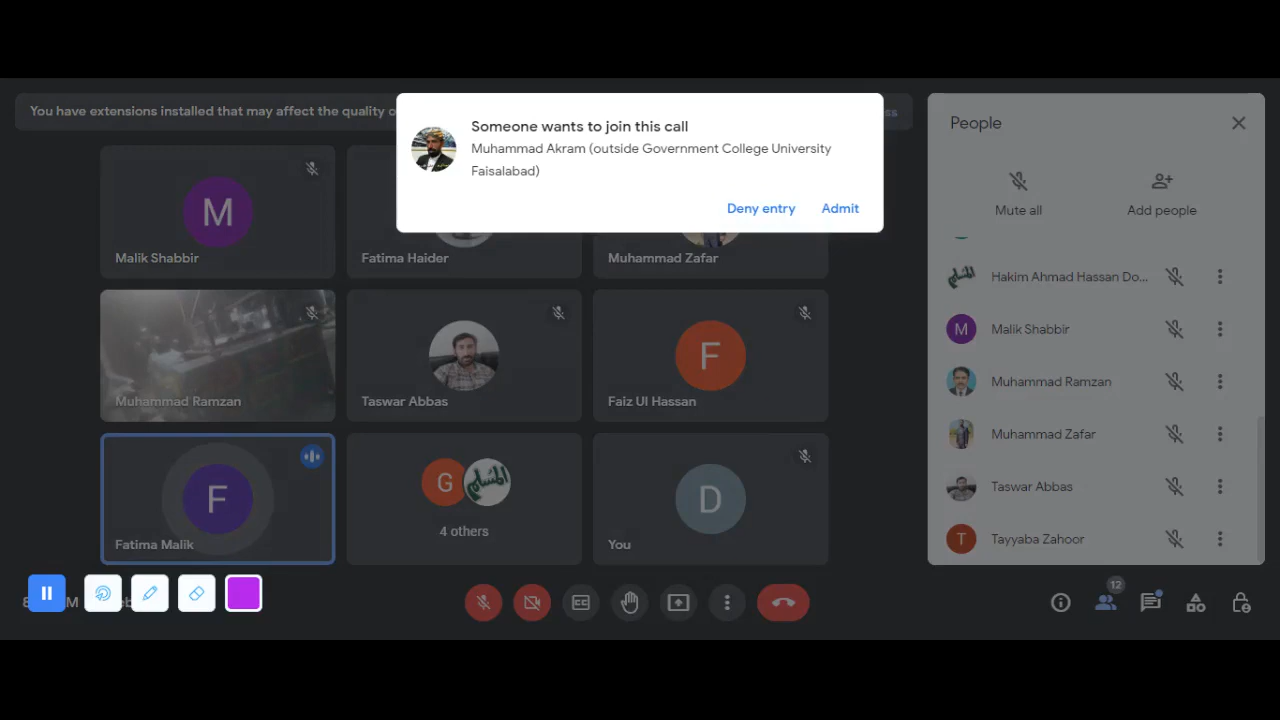 You have extensions installed that may affect the quality o
ss
Someone wants to join this call
Muhammad Akram (outside Government College University
Faisalabad)
Deny entry
Admit
M
Malik Shabbir
Fatima Haider
Muhammad Zafar
Muhammad Ramzan
Taswar Abbas
F
Faiz Ul Hassan
F
Fatima Malik
G
المسلم
4 others
D
You
People
Mute all
Add people
Hakim Ahmad Hassan Do...
M
Malik Shabbir
Muhammad Ramzan
Muhammad Zafar
Taswar Abbas
T
Tayyaba Zahoor
12